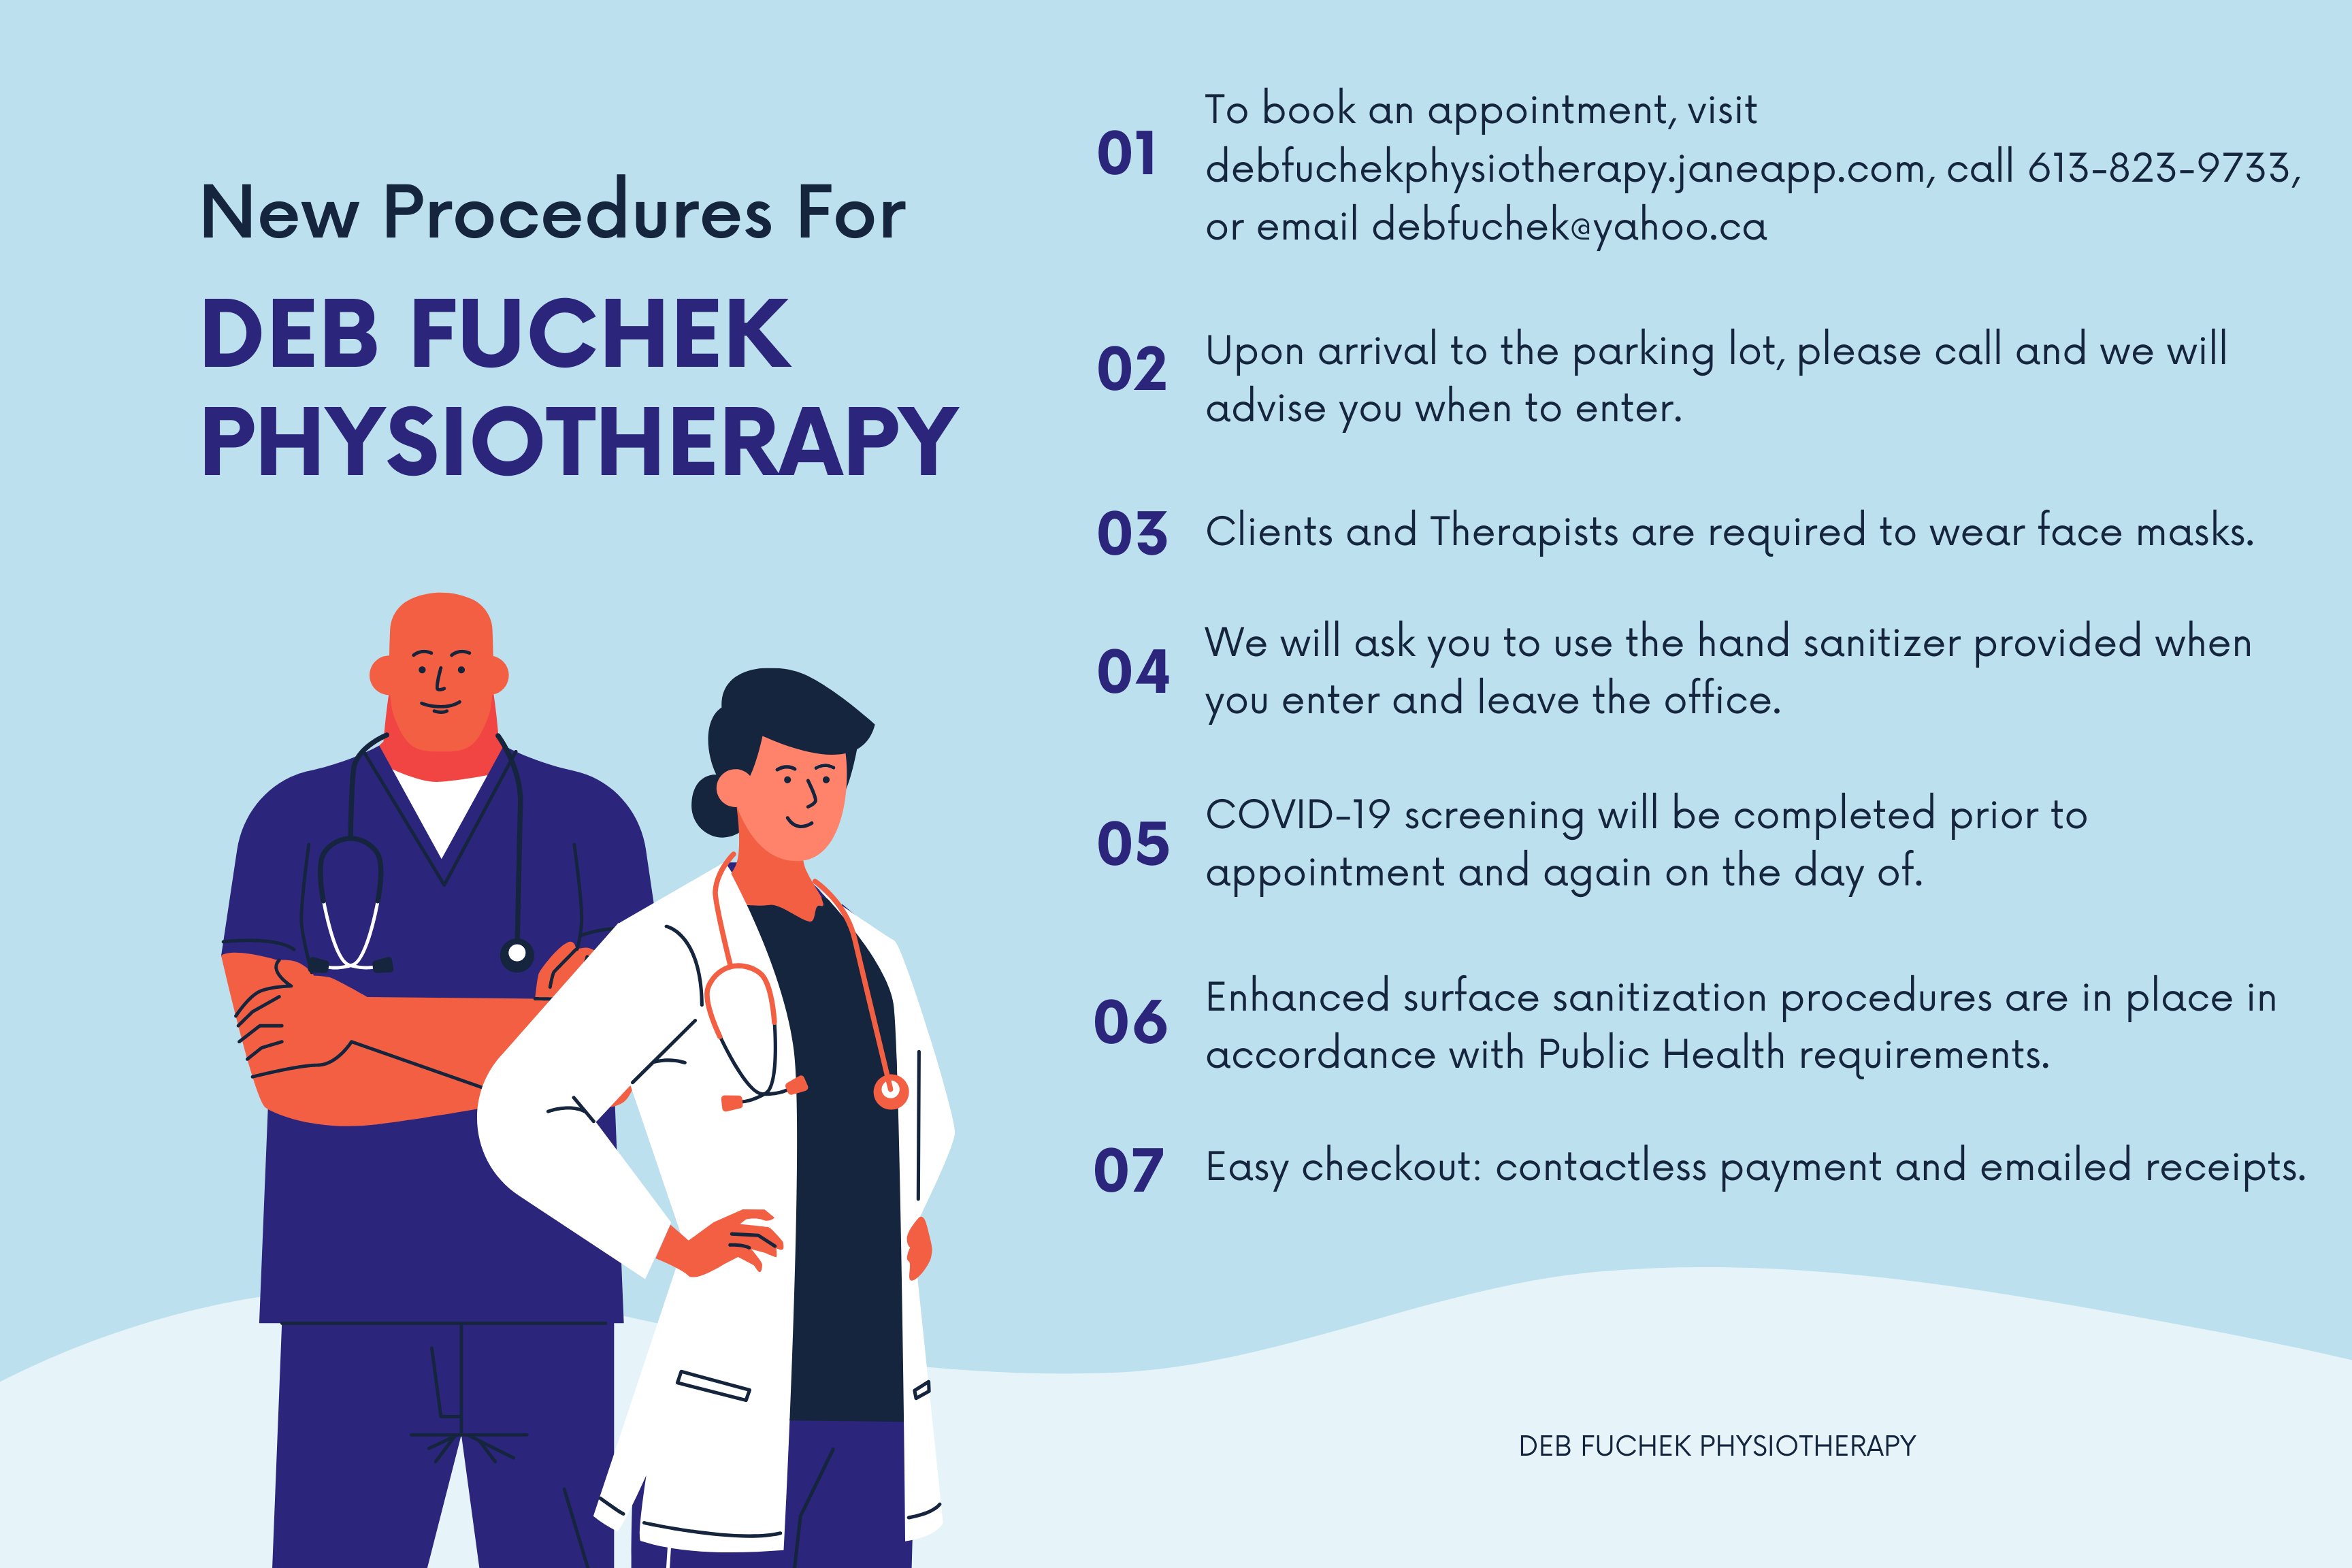 New Procedures For
DEB FUCHEK
PHYSIOTHERAPY
01
To book an appointment, visit
debfuchekphysiotherapy.janeapp.com, call 613-823-9733,
or email debfuchek@yahoo.ca
02
Upon arrival to the parking lot, please call and we will
advise you when to enter.
03
Clients and Therapists are required to wear face masks.
04
We will ask you to use the hand sanitizer provided when
you enter and leave the office.
05
COVID-19 screening will be completed prior to
appointment and again on the day of.
06
Enhanced surface sanitization procedures are in place in
accordance with Public Health requirements.
07
Easy checkout: contactless payment and emailed receipts.
DEB FUCHEK PHYSIOTHERAPY